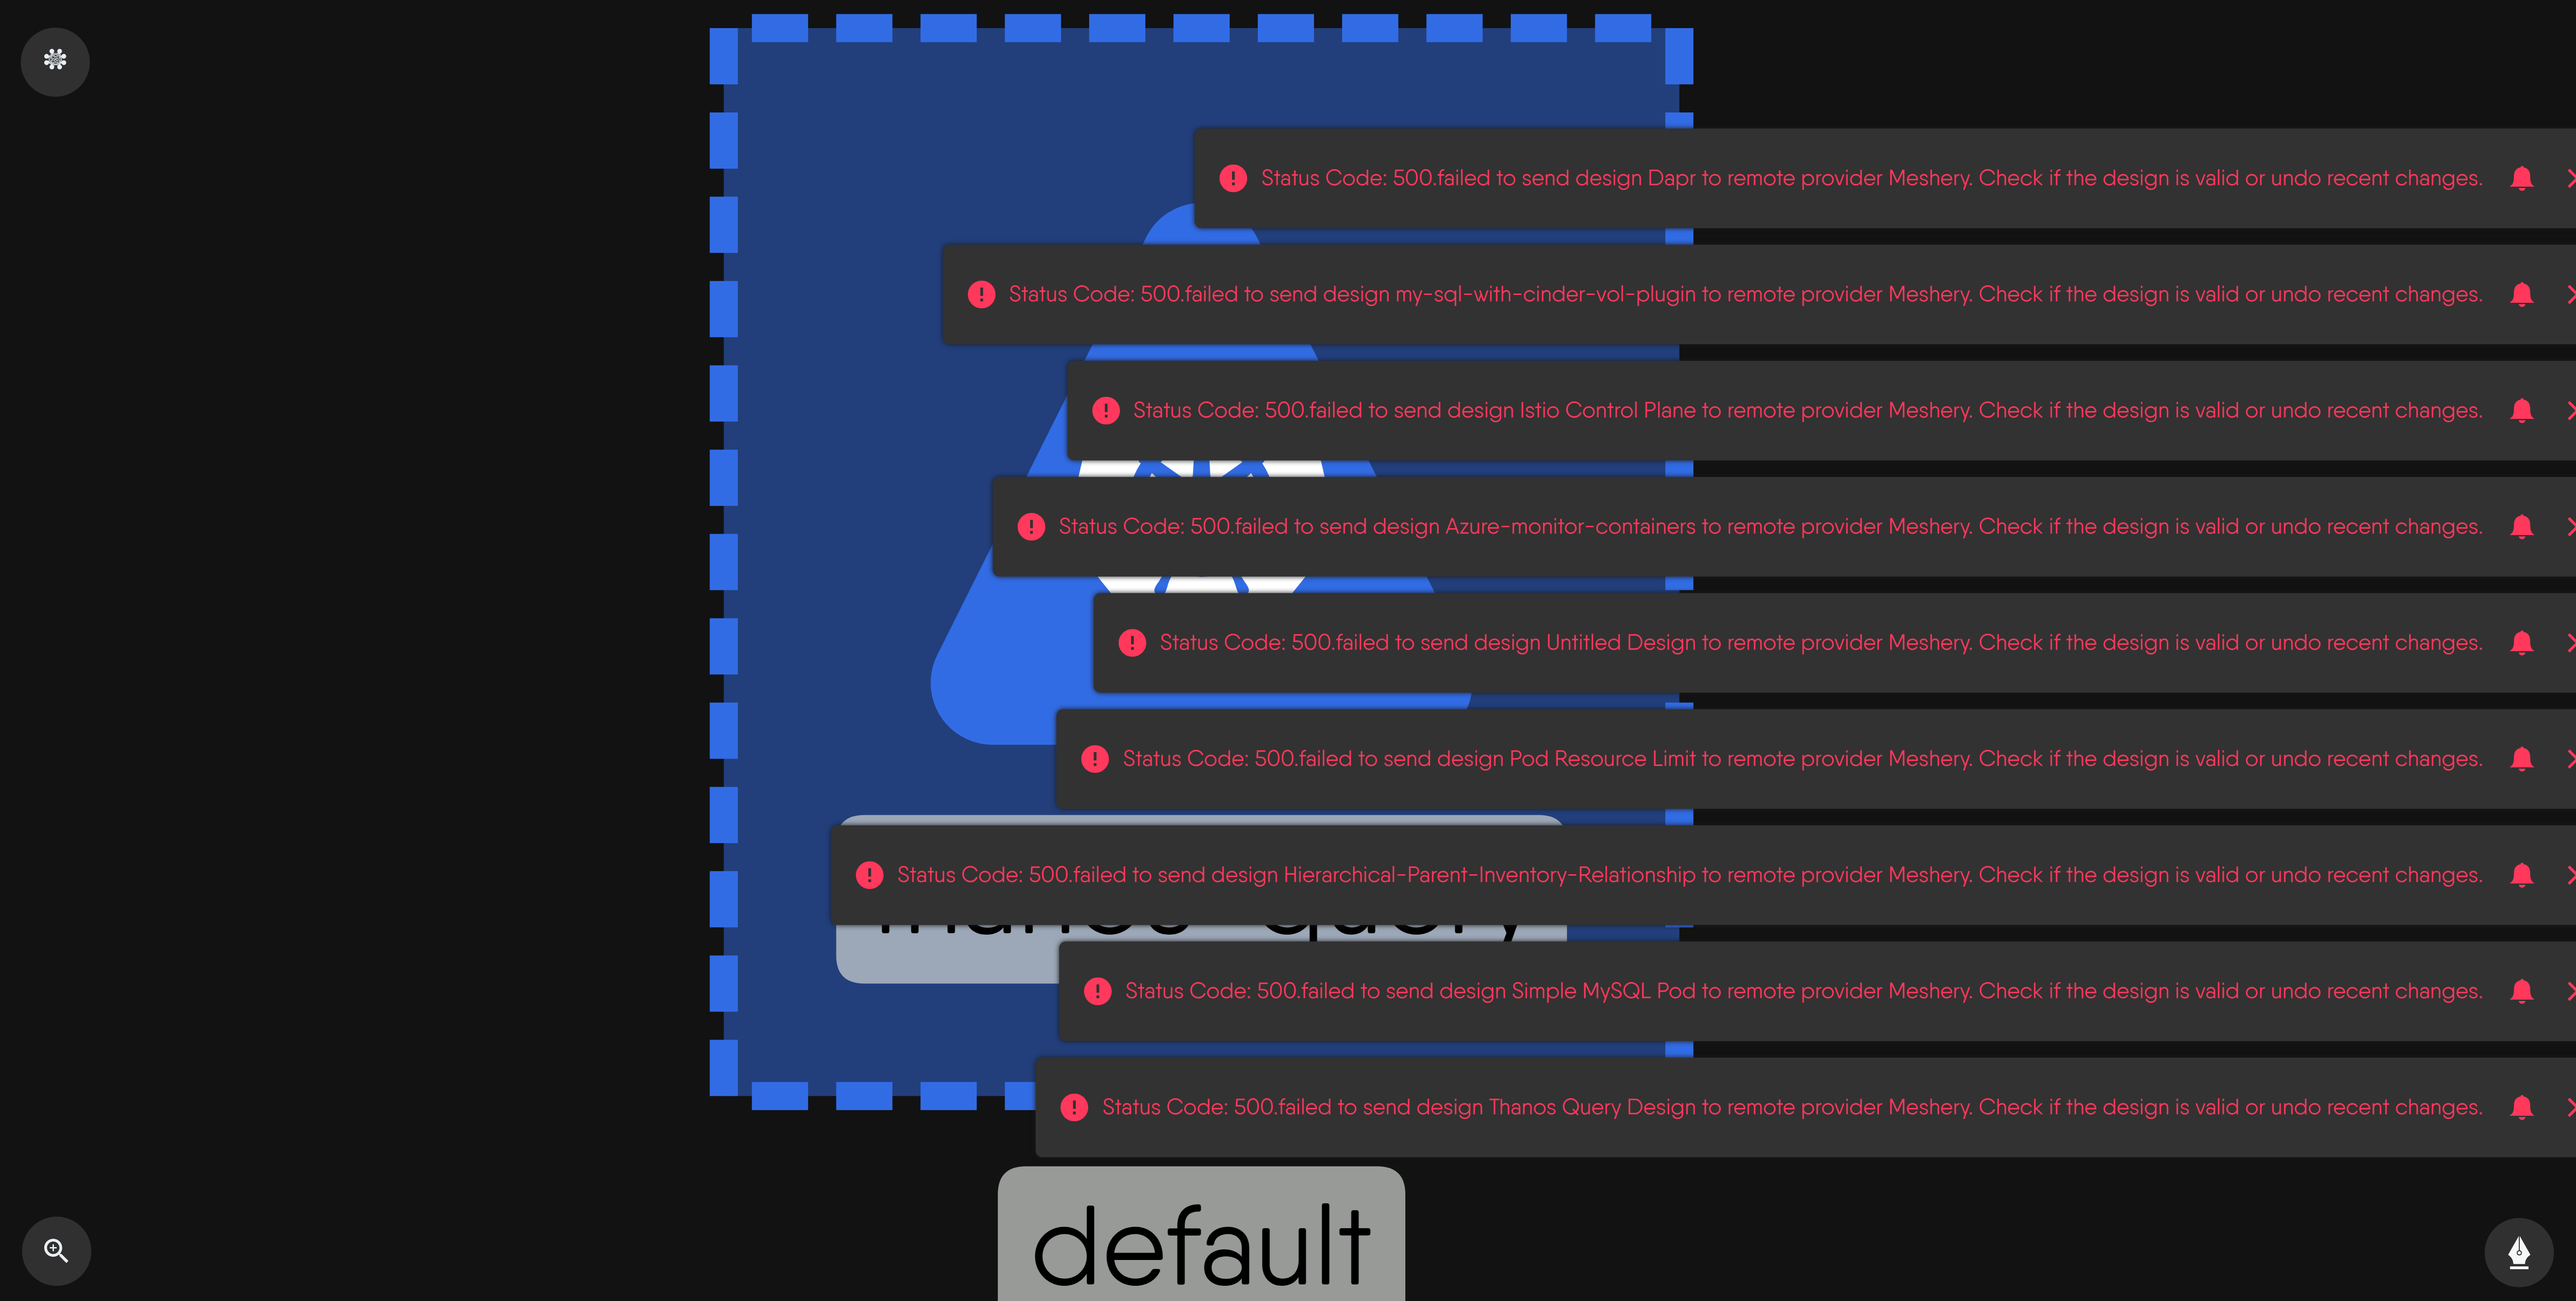 Status Code: 500.failed to send design Dapr to remote provider Meshery. Check if the design is valid or undo recent changes.
Status Code: 500.failed to send design my-sql-with-cinder-vol-plugin to remote provider Meshery. Check if the design is valid or undo recent changes.
Status Code: 500.failed to send design Istio Control Plane to remote provider Meshery. Check if the design is valid or undo recent changes.
Status Code: 500.failed to send design Azure-monitor-containers to remote provider Meshery. Check if the design is valid or undo recent changes.
Status Code: 500.failed to send design Untitled Design to remote provider Meshery. Check if the design is valid or undo recent changes.
Status Code: 500.failed to send design Pod Resource Limit to remote provider Meshery. Check if the design is valid or undo recent changes.
Status Code: 500.failed to send design Hierarchical-Parent-Inventory-Relationship to remote provider Meshery. Check if the design is valid or undo recent changes.
Status Code: 500.failed to send design Simple MySQL Pod to remote provider Meshery. Check if the design is valid or undo recent changes.
Status Code: 500.failed to send design Thanos Query Design to remote provider Meshery. Check if the design is valid or undo recent changes.
default